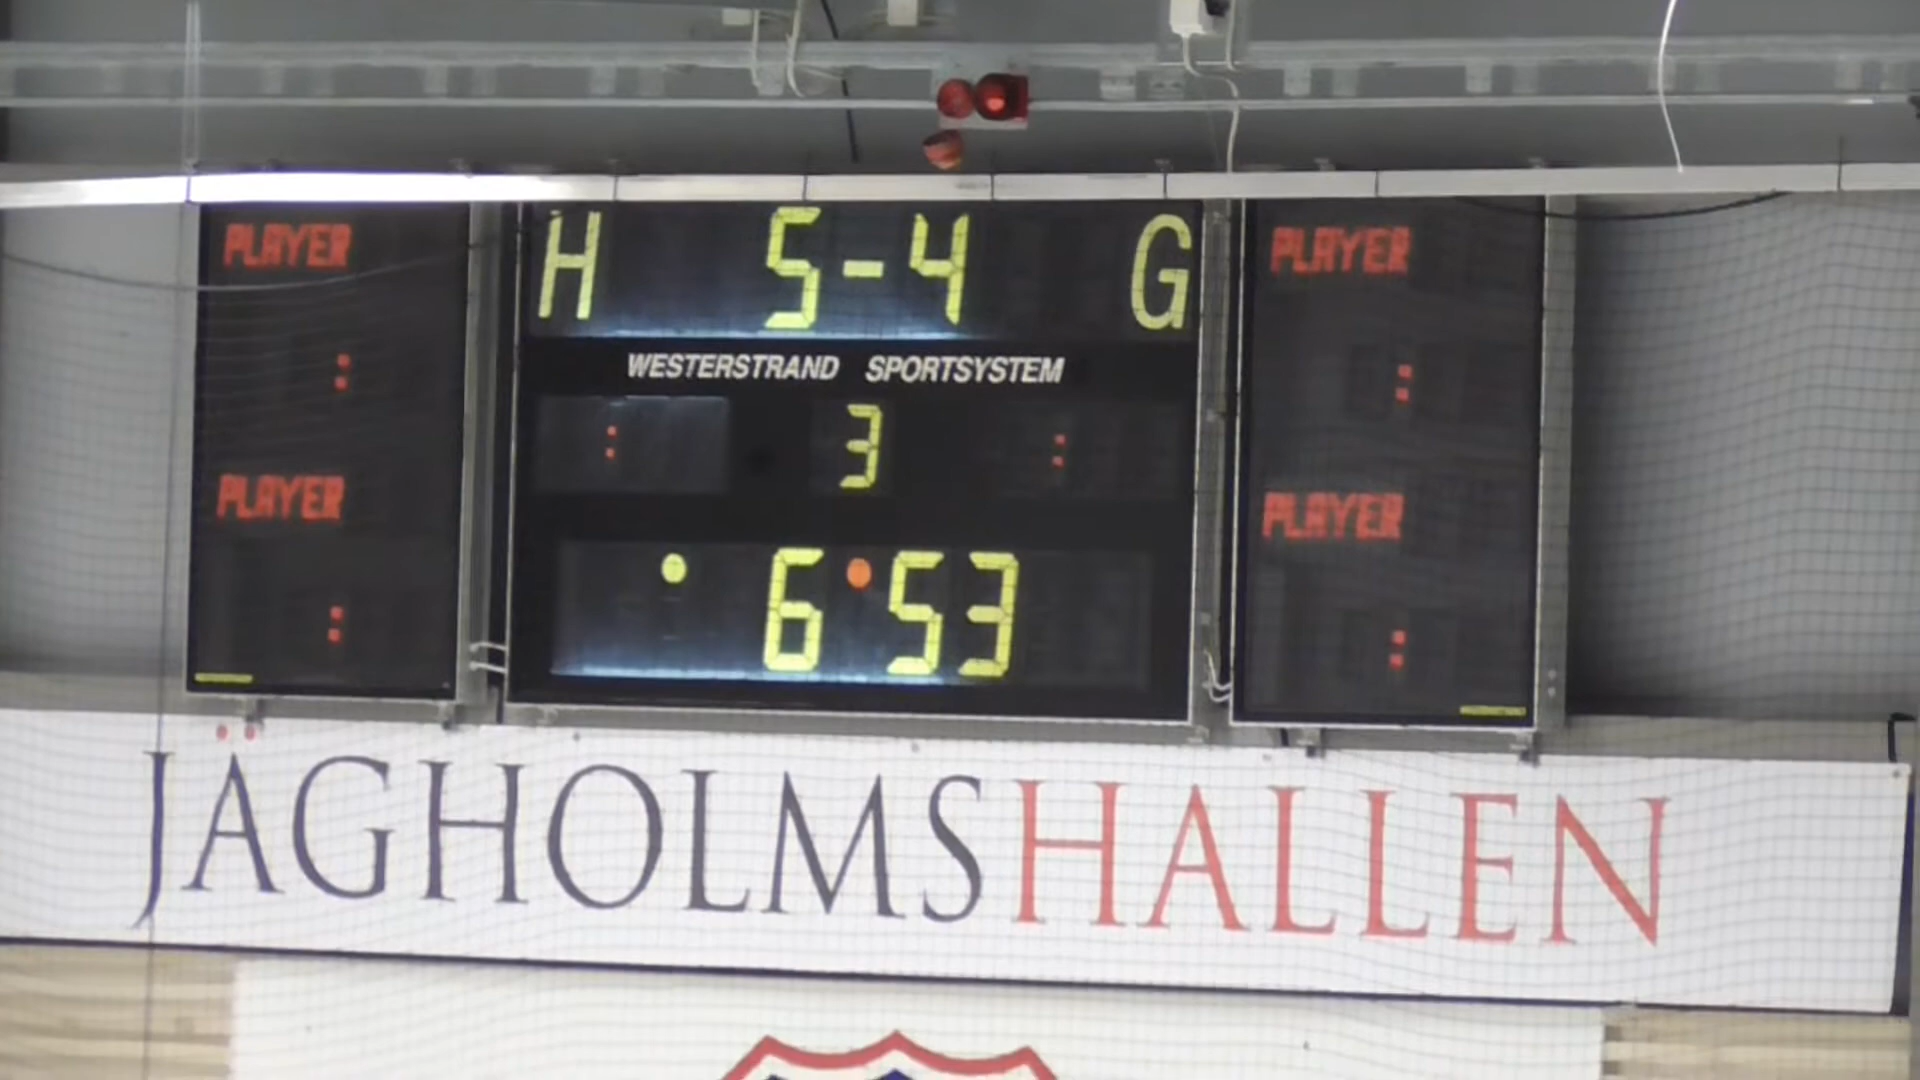 PLAYER
H 5-4 G
PLAYER
WESTERSTRAND SPORTSYSTEM
:
: 3 :
:
PLAYER
PLAYER
:
6 53
:
JÄGHOLMSHALLEN